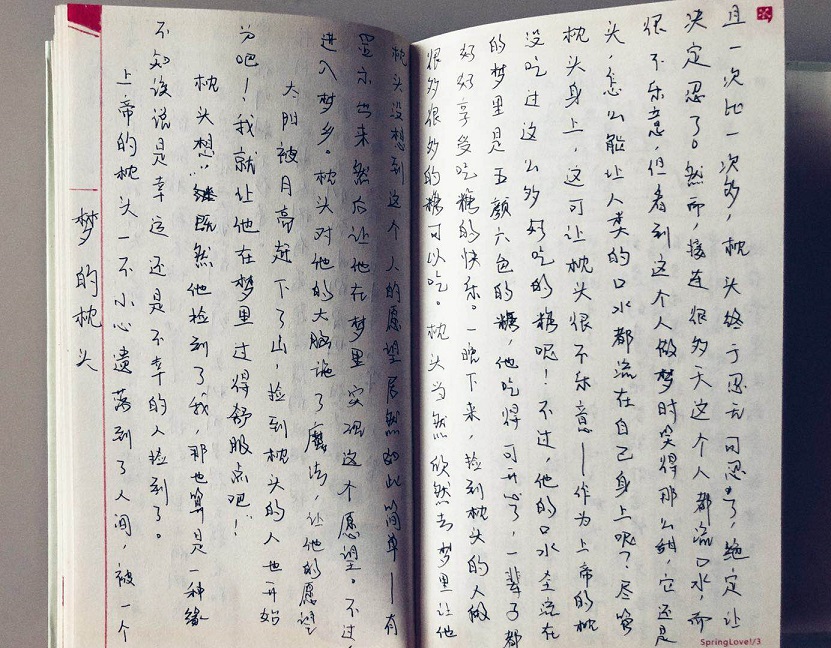 梦的枕头
上帝的枕头一不小心遗落到了人间，被一个
不知该说是幸运还是不幸的人捡到了。
枕头想：既然他捡到了我，那也算是一种缘
分吧！我就让他在梦里过得舒服点吧！
太阳被月亮赶下了山，捡到枕头的人也开始
进入梦乡。枕头对他的大脑施了魔法，让他的愿望
显示出来然后让他在梦里实现这个愿望。不过，
枕头没想到这个人的愿望居然如此简单——有
很多很多的糖可以吃。枕头当然欣然去梦里让他
好好享受吃糖的快乐。一晚下来，捡到枕头的人做
的梦里是五颜六色的糖，他吃得可开心了，一辈子都
没吃过这么多好吃的糖呢！不过，他的口水全流在
枕头身上，这可让枕头很不乐意——作为上帝的枕
头，怎么能让人类的口水都流在自己身上呢？尽管
很不乐意，但看到这个人做梦时笑得那么甜，它还是
决定忍了。然而，接连很多天这个人都流口水，而
且一次比一次多，枕头终于忍无可忍了，绝定让
SpringLove!/3